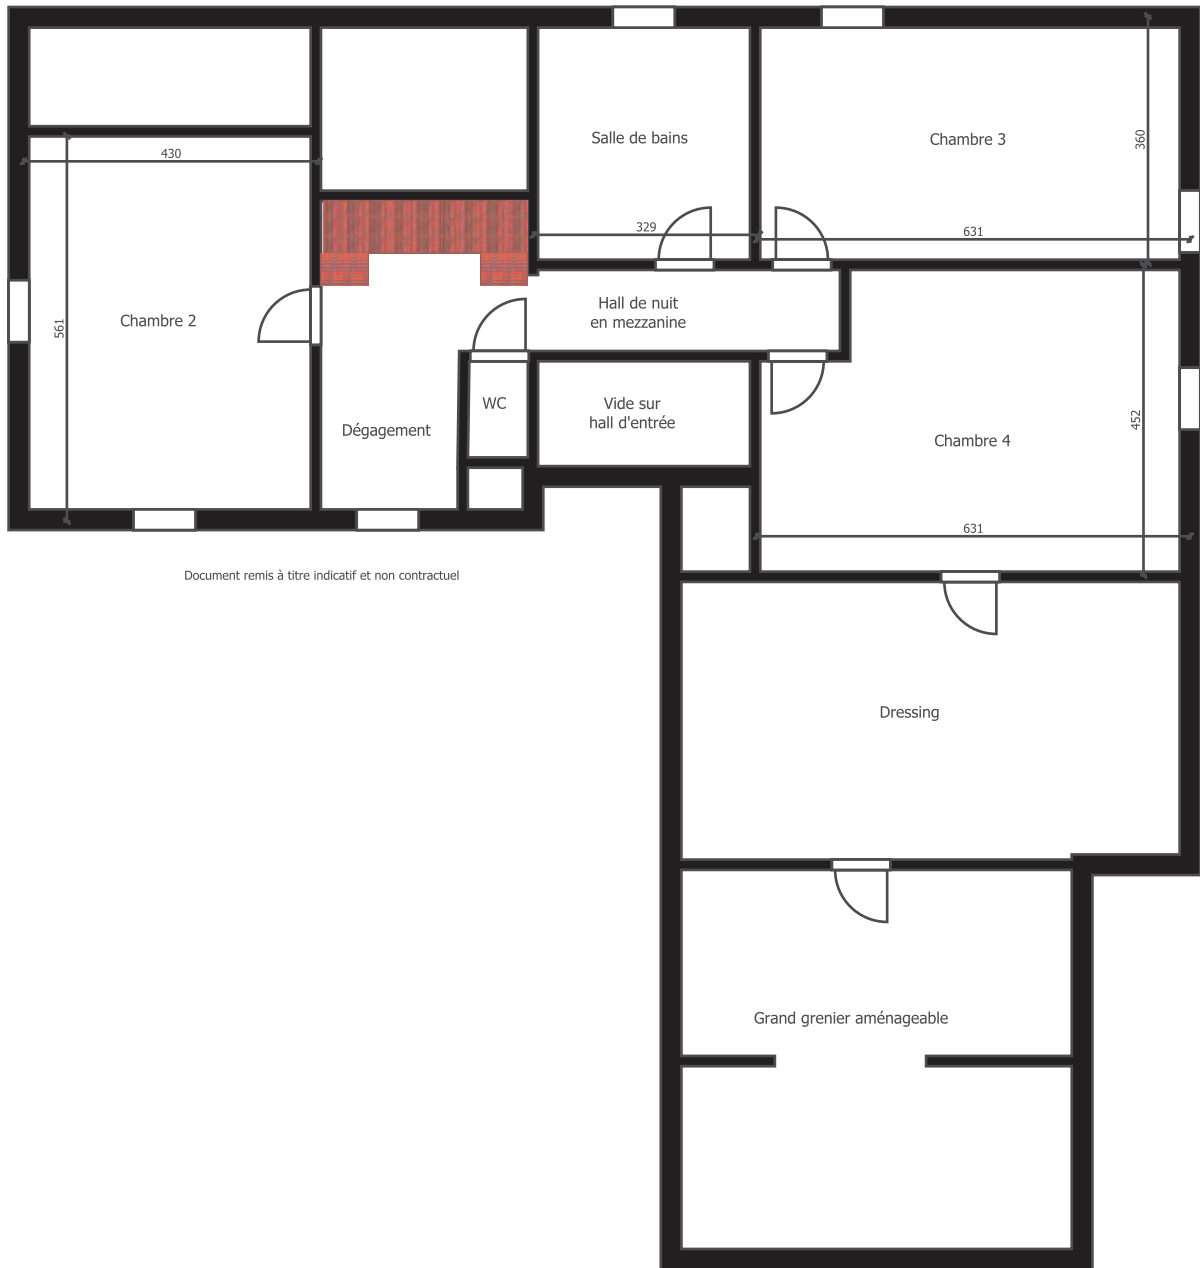 430
Salle de bains
Chambre 3
360
329
631
Chambre 2
561
Hall de nuit
en mezzanine
WC
Vide sur
hall d'entrée
Dégagement
Chambre 4
452
631
Document remis à titre indicatif et non contractuel
Dressing
Grand grenier aménageable